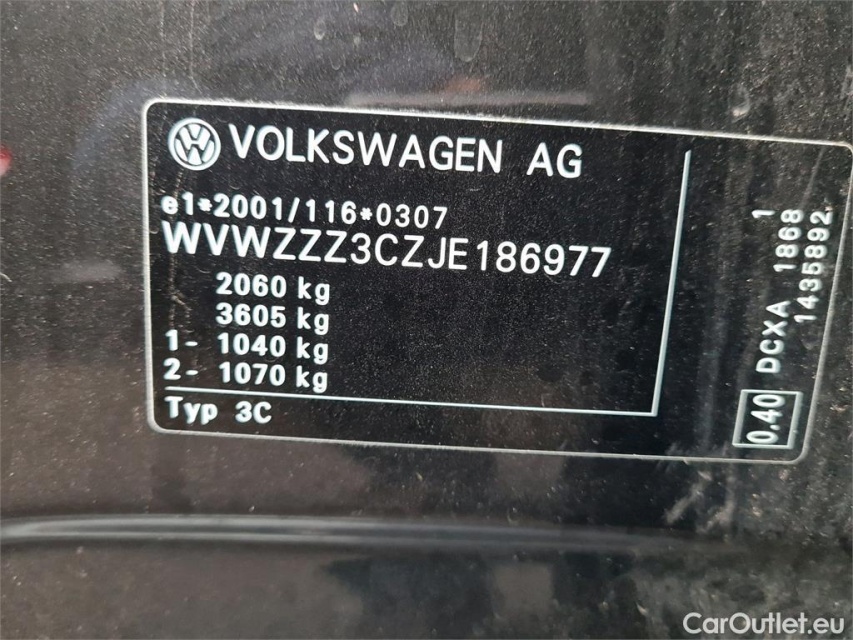 VOLKSWAGEN AG
e1*2001/116*0307
WVWZZZ3CZJE186977
2060 kg
3605 kg
1- 1040 kg
2- 1070 kg
Typ 3C
0.40 DCXA 1868 1
1435892
CarOutlet.eu